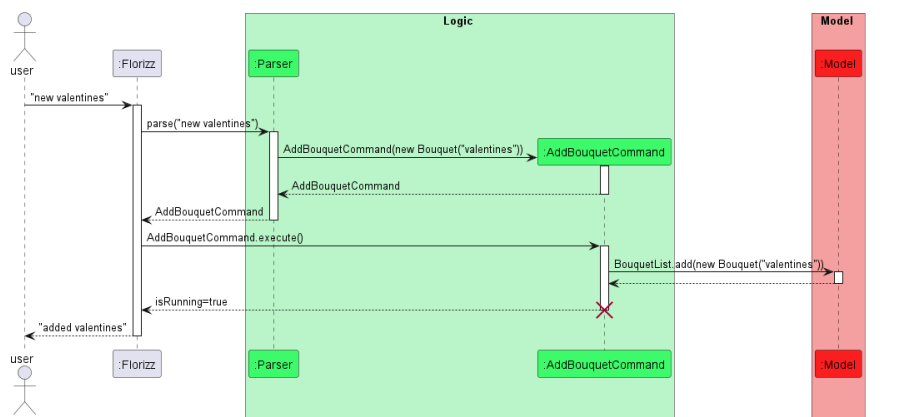 Logic
Model
user
:Florizz
:Parser
:Model
"new valentines"
parse("new valentines")
AddBouquetCommand(new Bouquet("valentines"))
:AddBouquetCommand
AddBouquetCommand
AddBouquetCommand
AddBouquetCommand.execute()
BouquetList.add(new Bouquet("valentines"))
isRunning=true
"added valentines"
user
:Florizz
:Parser
:AddBouquetCommand
:Model